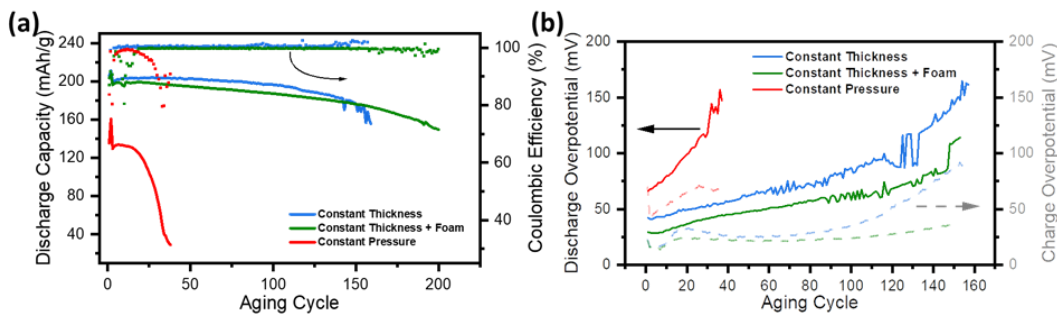 (a)
240
200
160
120
80
40
Discharge Capacity (mAh/g)
0
50
100
150
200
Aging Cycle
100
80
60
40
Coulombic Efficiency (%)
Constant Thickness
Constant Thickness + Foam
Constant Pressure
(b)
200
150
100
50
0
Discharge Overpotential (mV)
0
20
40
60
80
100
120
140
160
Aging Cycle
200
150
100
50
0
Charge Overpotential (mV)
Constant Thickness
Constant Thickness + Foam
Constant Pressure